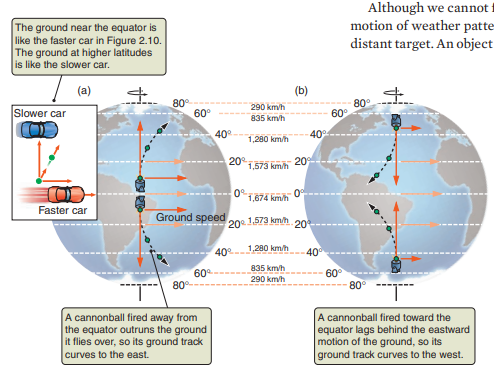 Although we cannot f
motion of weather patte
distant target. An object
The ground near the equator is
like the faster car in Figure 2.10.
The ground at higher latitudes
is like the slower car.
(a)
(b)
Slower car
Faster car
80°
60°
40°
20°
0°
20°
40°
60°
80°
290 km/h
835 km/h
1,280 km/h
1,573 km/h
1,674 km/h
1,573 km/h
1,280 km/h
835 km/h
290 km/h
Ground speed
80°
60°
40°
20°
0°
20°
40°
60°
80°
A cannonball fired away from
the equator outruns the ground
it flies over, so its ground track
curves to the east.
A cannonball fired toward the
equator lags behind the eastward
motion of the ground, so its
ground track curves to the west.